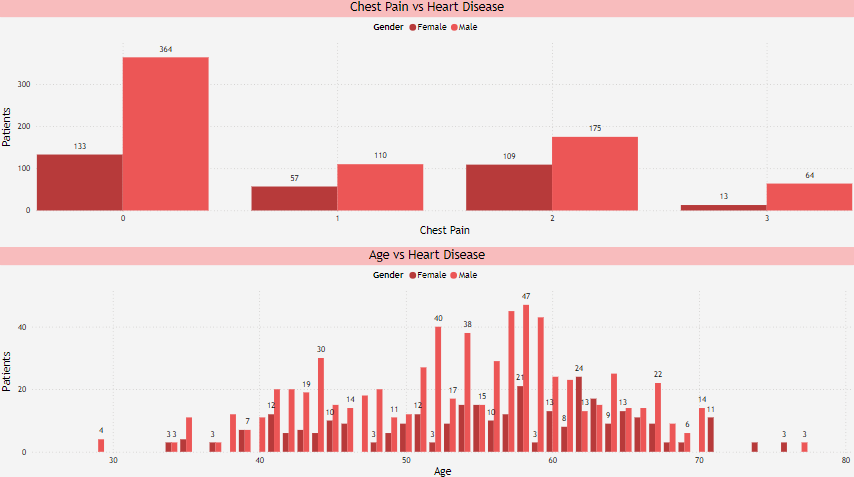 Chest Pain vs Heart Disease
Gender Female Male
Patients
300
200
100
0
133 364 57 110 109 175 13 64
0 1 2 3
Chest Pain
Age vs Heart Disease
Gender Female Male
Patients
40
20
0
4 3 3 3 7 12 19 30 10 14 3 11 12 3 40 17 38 15 10 21 47 3 13 8 24 13 9 13 22 6 14 11 3 3
30 40 50 60 70 80
Age